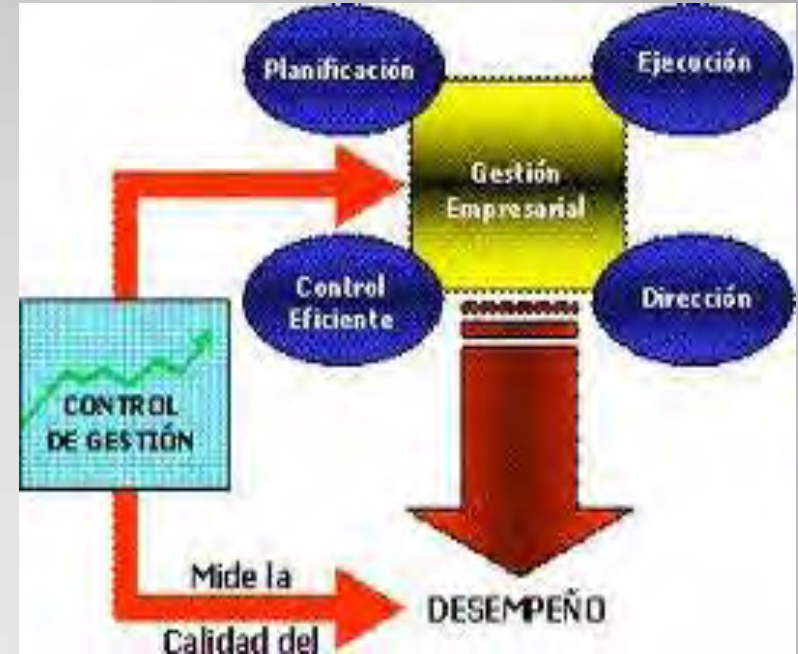 Planificación
Ejecución
Gestión
Empresarial
Control
Eficiente
Dirección
CONTROL
DE GESTIÓN
Mide la
Calidad del
DESEMPEÑO